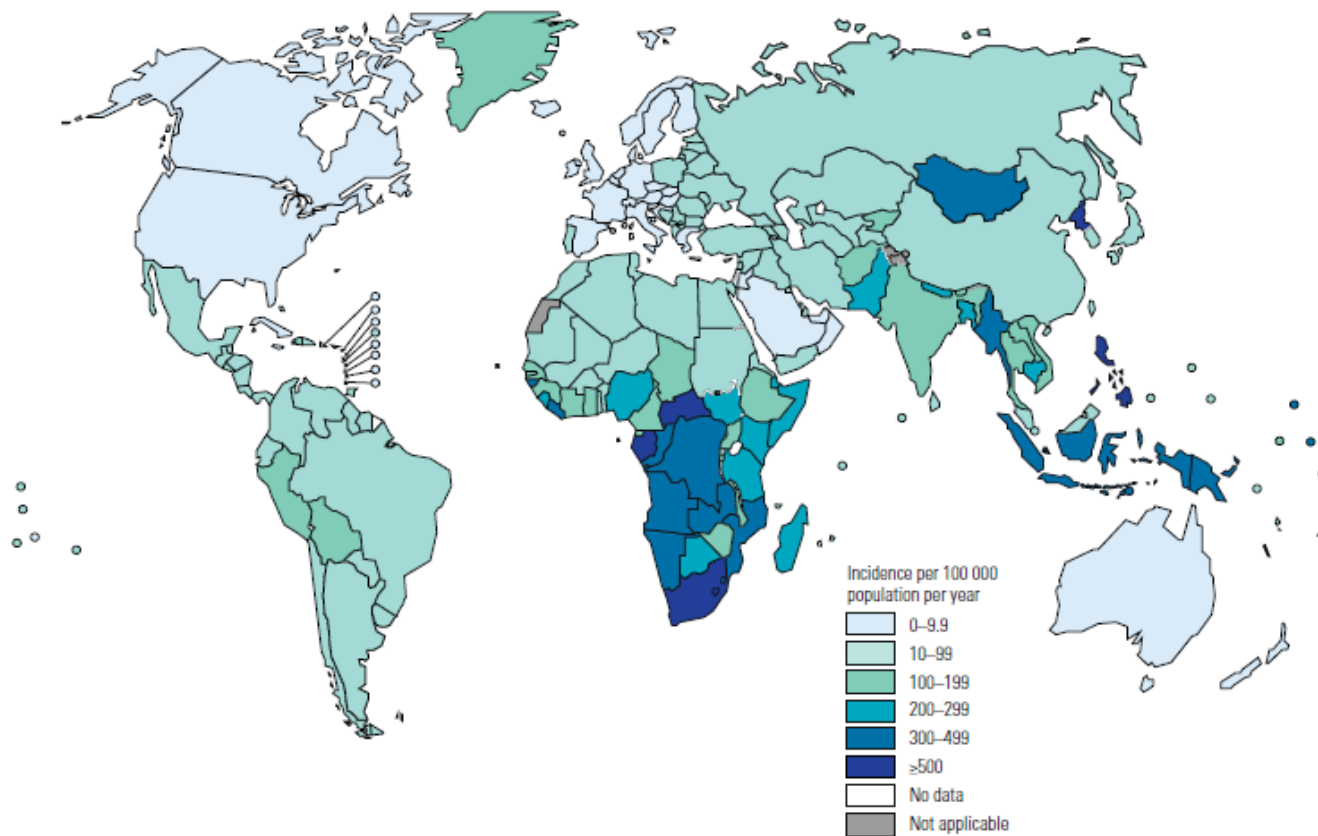 Incidence per 100 000
population per year
0–9.9
10–99
100–199
200–299
300–499
≥500
No data
Not applicable